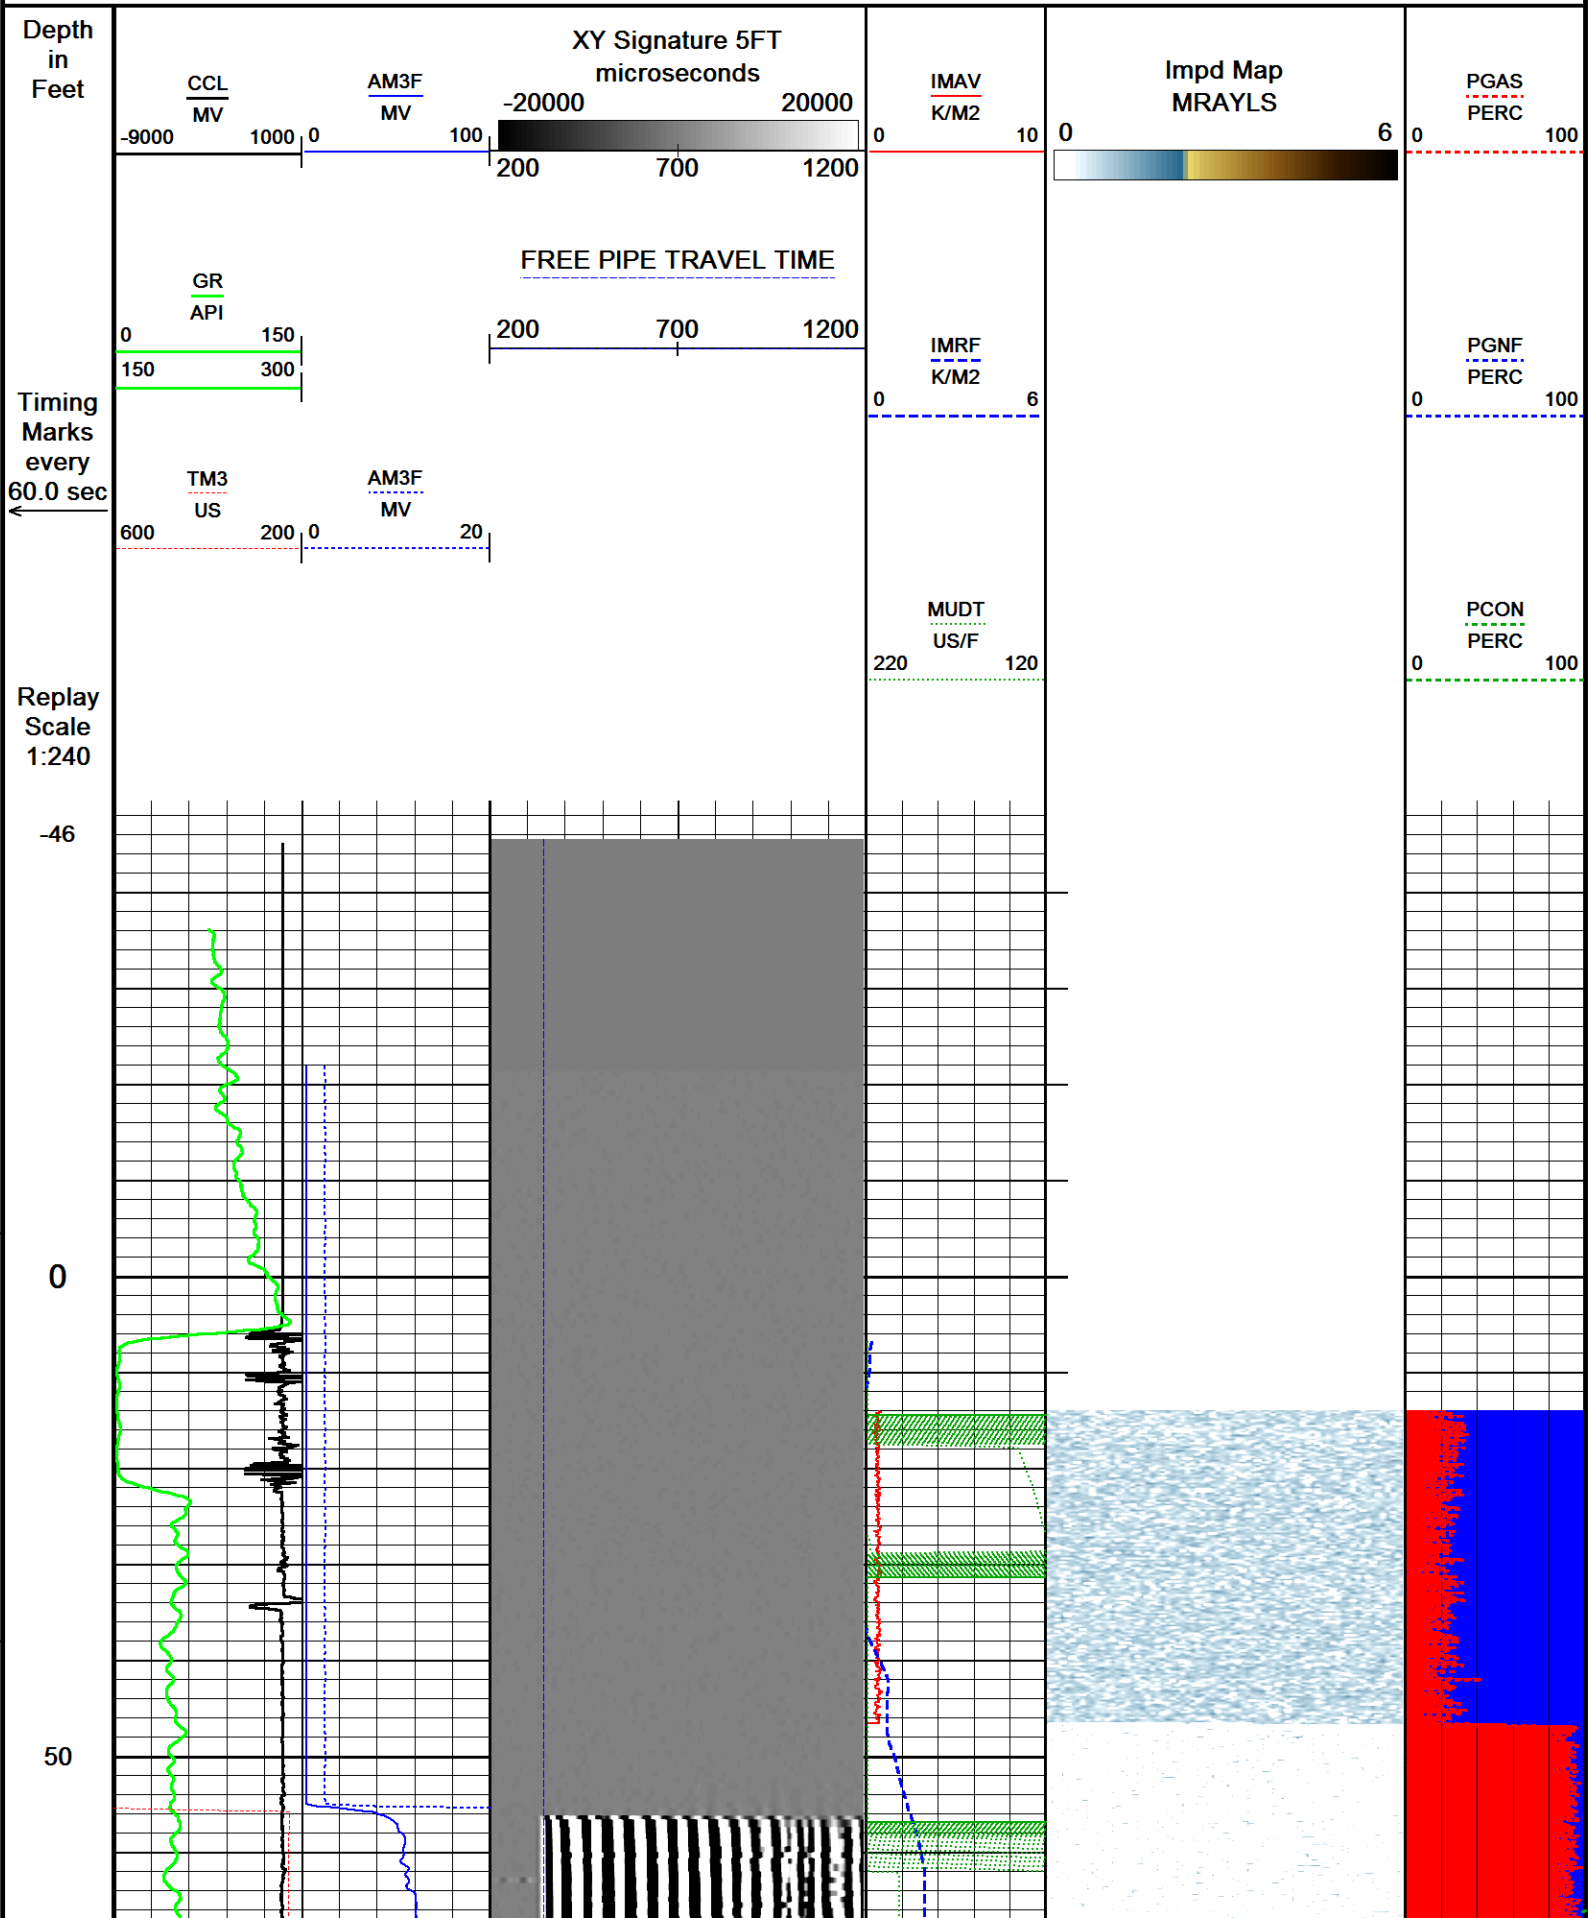 Depth
in
Feet
CCL
MV
-9000 1000
AM3F
MV
0 100
XY Signature 5FT
microseconds
-20000 20000
200 700 1200
IMAV
K/M2
0 10
Impd Map
MRAYLS
0 6
PGAS
PERC
0 100
GR
API
0 150
150 300
FREE PIPE TRAVEL TIME
200 700 1200
IMRF
K/M2
0 6
PGNF
PERC
0 100
Timing
Marks
every
60.0 sec
TM3
US
600 200
AM3F
MV
0 20
MUDT
US/F
220 120
PCON
PERC
0 100
Replay
Scale
1:240
-46
0
50